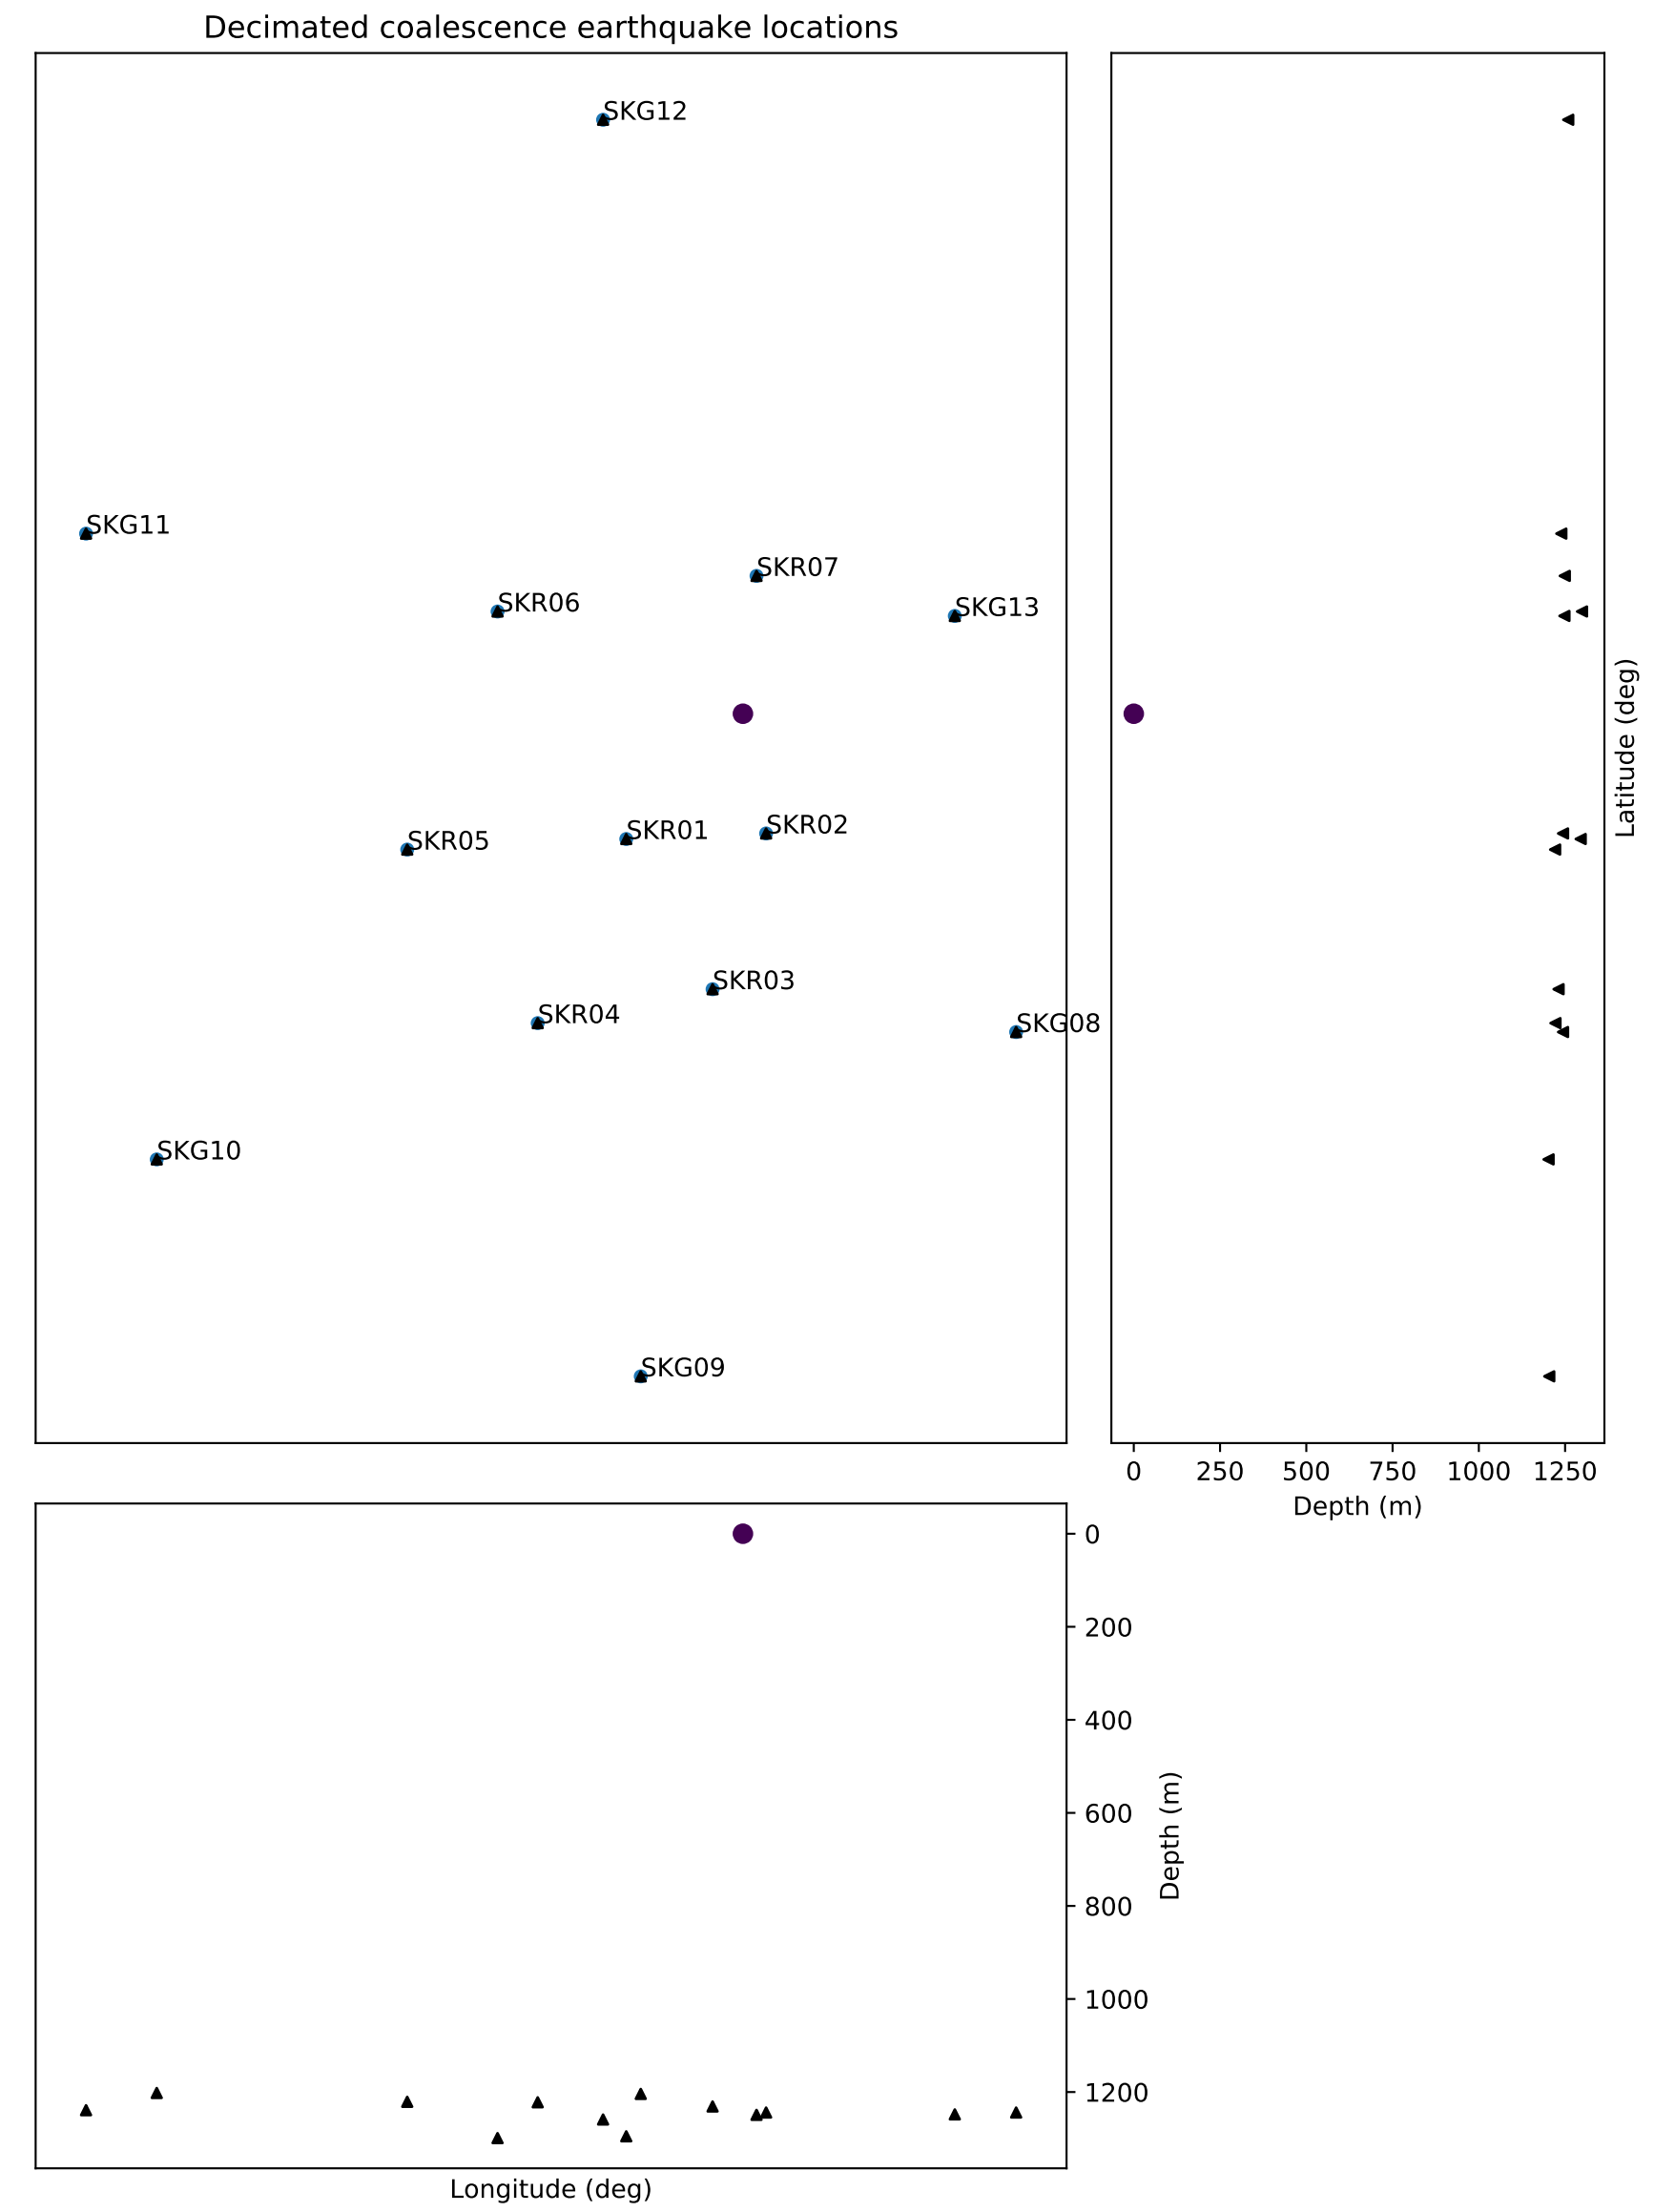 Decimated coalescence earthquake locations
SKG12
SKG11
SKR07
SKR06
SKG13
SKR01
SKR02
SKR05
SKR03
SKR04
SKG08
SKG10
SKG09
Latitude (deg)
0 250 500 750 1000 1250
Depth (m)
0
200
400
600
800
1000
1200
Depth (m)
Longitude (deg)